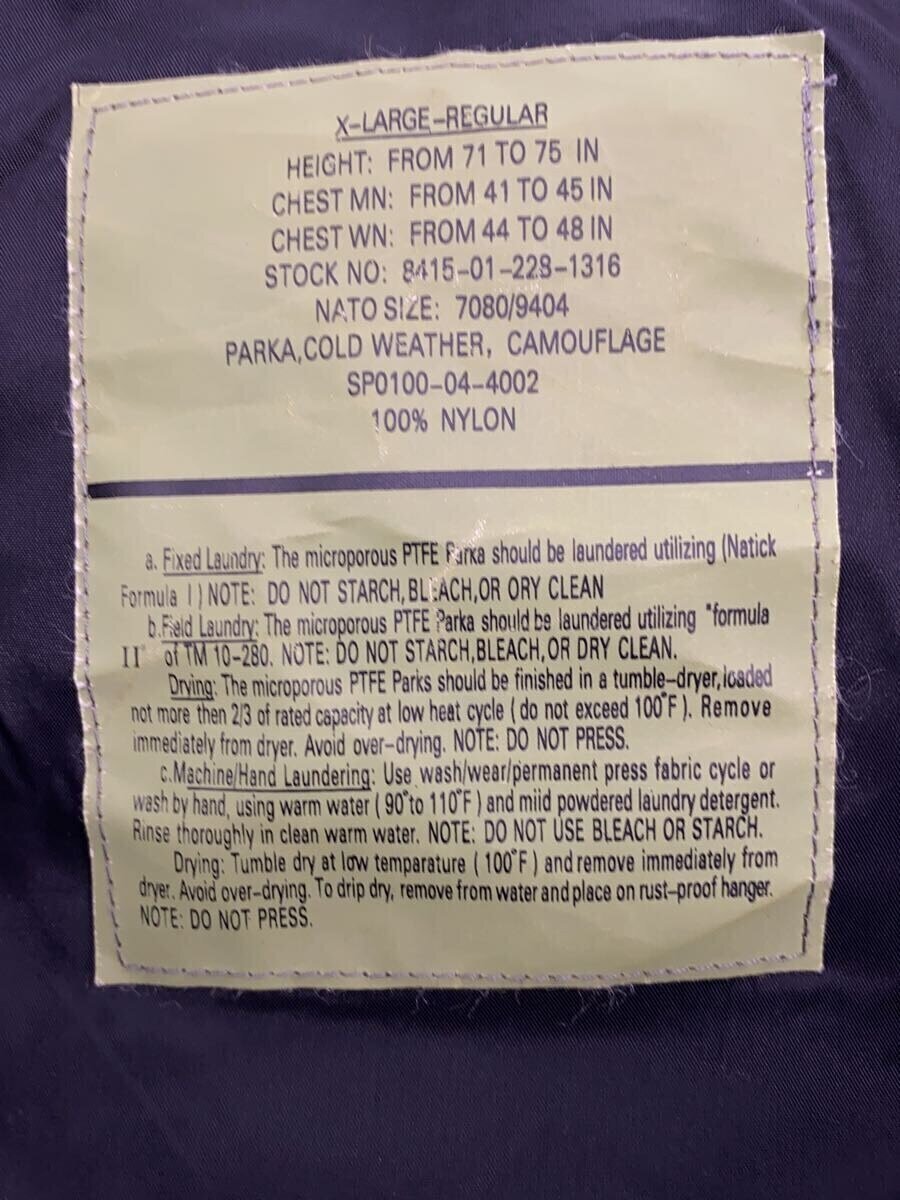 X-LARGE-REGULAR
HEIGHT: FROM 71 TO 75 IN
CHEST MN: FROM 41 TO 45 IN
CHEST WN: FROM 44 TO 48 IN
STOCK NO: 8415-01-228-1316
NATO SIZE: 7080/9404
PARKA,COLD WEATHER, CAMOUFLAGE
SP0100-04-4002
100% NYLON
a. Fixed Laundry: The microporous PTFE Parka should be laundered utilizing (Natick
Formula I ) NOTE: DO NOT STARCH,BLEACH,OR ORY CLEAN
b.Field Laundry: The microporous PTFE Parka should be laundered utilizing "formula
II" of TM 10-280. NOTE: DO NOT STARCH,BLEACH,OR DRY CLEAN.
Drying: The microporous PTFE Parks should be finished in a tumble-dryer,loaded
not more then 2/3 of rated capacity at low heat cycle ( do not exceed 100°F ). Remove
immediately from dryer. Avoid over-drying. NOTE: DO NOT PRESS.
c.Machine/Hand Laundering: Use wash/wear/permanent press fabric cycle or
wash by hand, using warm water ( 90°to 110°F ) and miid powdered laundry detergent.
Rinse thoroughly in clean warm water. NOTE: DO NOT USE BLEACH OR STARCH.
Drying: Tumble dry at low temparature ( 100°F ) and remove immediately from
dryer. Avoid over-drying. To drip dry, remove from water and place on rust-proof hanger.
NOTE: DO NOT PRESS.